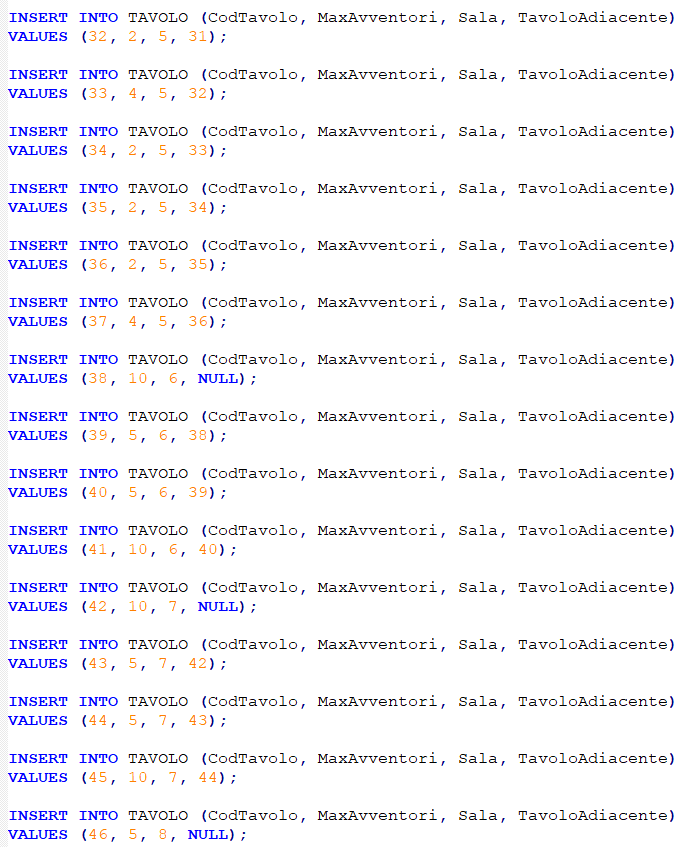 INSERT INTO TAVOLO (CodTavolo, MaxAvventori, Sala, TavoloAdiacente)
VALUES (32, 2, 5, 31);
INSERT INTO TAVOLO (CodTavolo, MaxAvventori, Sala, TavoloAdiacente)
VALUES (33, 4, 5, 32);
INSERT INTO TAVOLO (CodTavolo, MaxAvventori, Sala, TavoloAdiacente)
VALUES (34, 2, 5, 33);
INSERT INTO TAVOLO (CodTavolo, MaxAvventori, Sala, TavoloAdiacente)
VALUES (35, 2, 5, 34);
INSERT INTO TAVOLO (CodTavolo, MaxAvventori, Sala, TavoloAdiacente)
VALUES (36, 2, 5, 35);
INSERT INTO TAVOLO (CodTavolo, MaxAvventori, Sala, TavoloAdiacente)
VALUES (37, 4, 5, 36);
INSERT INTO TAVOLO (CodTavolo, MaxAvventori, Sala, TavoloAdiacente)
VALUES (38, 10, 6, NULL);
INSERT INTO TAVOLO (CodTavolo, MaxAvventori, Sala, TavoloAdiacente)
VALUES (39, 5, 6, 38);
INSERT INTO TAVOLO (CodTavolo, MaxAvventori, Sala, TavoloAdiacente)
VALUES (40, 5, 6, 39);
INSERT INTO TAVOLO (CodTavolo, MaxAvventori, Sala, TavoloAdiacente)
VALUES (41, 10, 6, 40);
INSERT INTO TAVOLO (CodTavolo, MaxAvventori, Sala, TavoloAdiacente)
VALUES (42, 10, 7, NULL);
INSERT INTO TAVOLO (CodTavolo, MaxAvventori, Sala, TavoloAdiacente)
VALUES (43, 5, 7, 42);
INSERT INTO TAVOLO (CodTavolo, MaxAvventori, Sala, TavoloAdiacente)
VALUES (44, 5, 7, 43);
INSERT INTO TAVOLO (CodTavolo, MaxAvventori, Sala, TavoloAdiacente)
VALUES (45, 10, 7, 44);
INSERT INTO TAVOLO (CodTavolo, MaxAvventori, Sala, TavoloAdiacente)
VALUES (46, 5, 8, NULL);